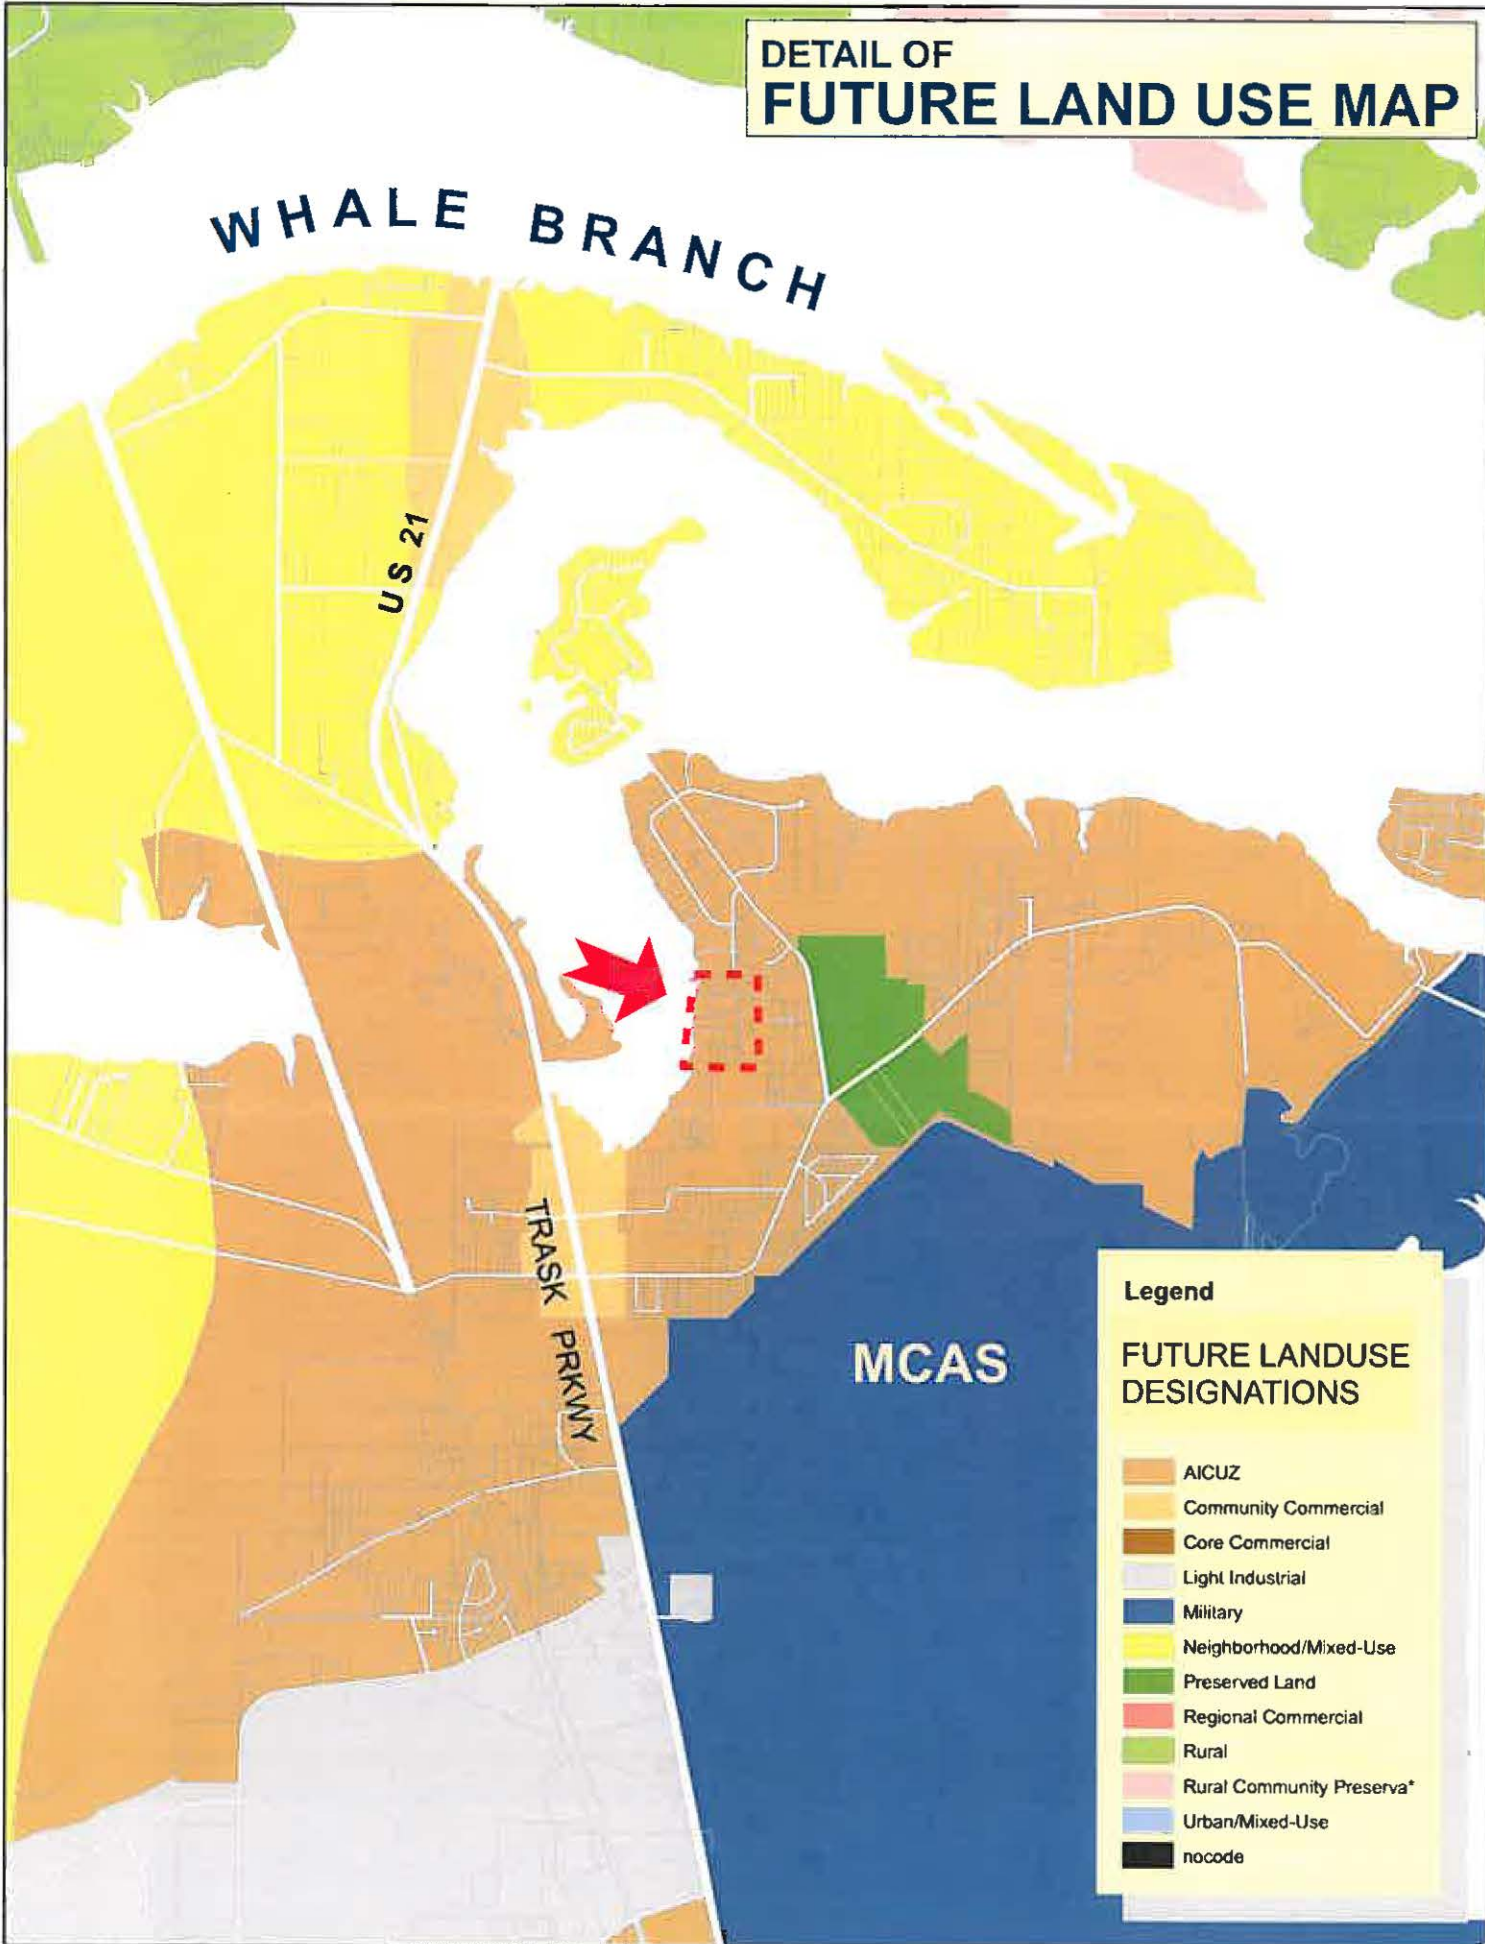 DETAIL OF
FUTURE LAND USE MAP
WHALE BRANCH
US 21
TRASK PRKWY
MCAS
Legend
FUTURE LANDUSE
DESIGNATIONS
AICUZ
Community Commercial
Core Commercial
Light Industrial
Military
Neighborhood/Mixed-Use
Preserved Land
Regional Commercial
Rural
Rural Community Preserva*
Urban/Mixed-Use
nocode